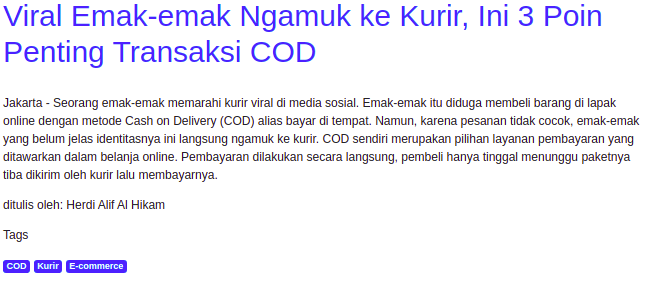 Viral Emak-emak Ngamuk ke Kurir, Ini 3 Poin
Penting Transaksi COD
Jakarta - Seorang emak-emak memarahi kurir viral di media sosial. Emak-emak itu diduga membeli barang di lapak
online dengan metode Cash on Delivery (COD) alias bayar di tempat. Namun, karena pesanan tidak cocok, emak-emak
yang belum jelas identitasnya ini langsung ngamuk ke kurir. COD sendiri merupakan pilihan layanan pembayaran yang
ditawarkan dalam belanja online. Pembayaran dilakukan secara langsung, pembeli hanya tinggal menunggu paketnya
tiba dikirim oleh kurir lalu membayarnya.
ditulis oleh: Herdi Alif Al Hikam
Tags
COD Kurir E-commerce